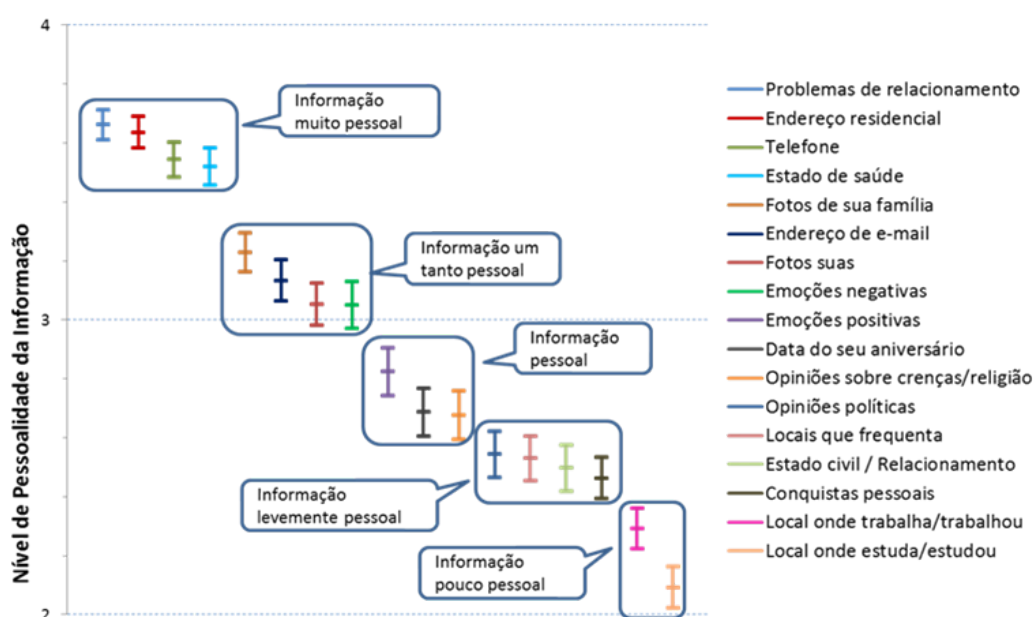 4
Informação
muito pessoal
Problemas de relacionamento
Endereço residencial
Telefone
Estado de saúde
Fotos de sua família
Endereço de e-mail
Fotos suas
Emoções negativas
Emoções positivas
Data do seu aniversário
Opiniões sobre crenças/religião
Opiniões políticas
Locais que frequenta
Estado civil / Relacionamento
Conquistas pessoais
Local onde trabalha/trabalhou
Local onde estuda/estudou
Nível de Pessoalidade da Informação
Informação um
tanto pessoal
3
Informação
pessoal
Informação
levemente pessoal
Informação
pouco pessoal
2